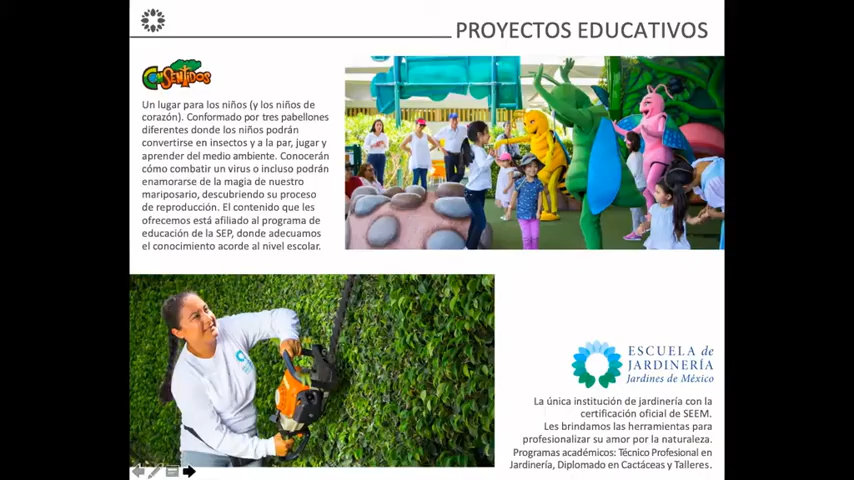 PROYECTOS EDUCATIVOS
ConSentidos
Un lugar para los niños (y los niños de
corazón). Conformado por tres pabellones
diferentes donde los niños podrán
convertirse en insectos y a la par, jugar y
aprender del medio ambiente. Conocerán
cómo combatir un virus o incluso podrán
enamorarse de la magia de nuestro
mariposario, descubriendo su proceso
de reproducción. El contenido que les
ofrecemos está afiliado al programa de
educación de la SEP, donde adecuamos
el conocimiento acorde al nivel escolar.
ESCUELA de
JARDINERÍA
Jardines de México
La única institución de jardinería con la
certificación oficial de SEEM.
Les brindamos las herramientas para
profesionalizar su amor por la naturaleza.
Programas académicos: Técnico Profesional en
Jardinería, Diplomado en Cactáceas y Talleres.